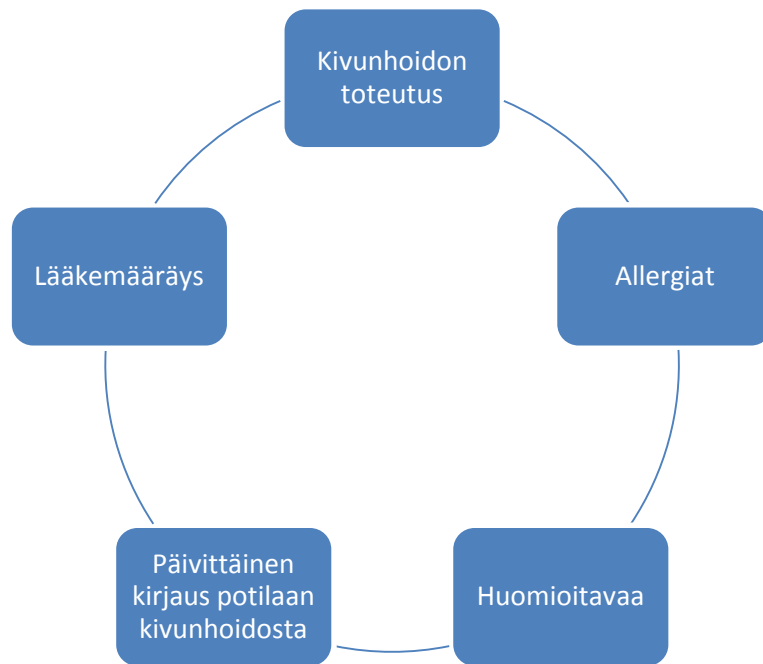 Kivunhoidon
toteutus
Allergiat
Huomioitavaa
Päivittäinen
kirjaus potilaan
kivunhoidosta
Lääkemääräys